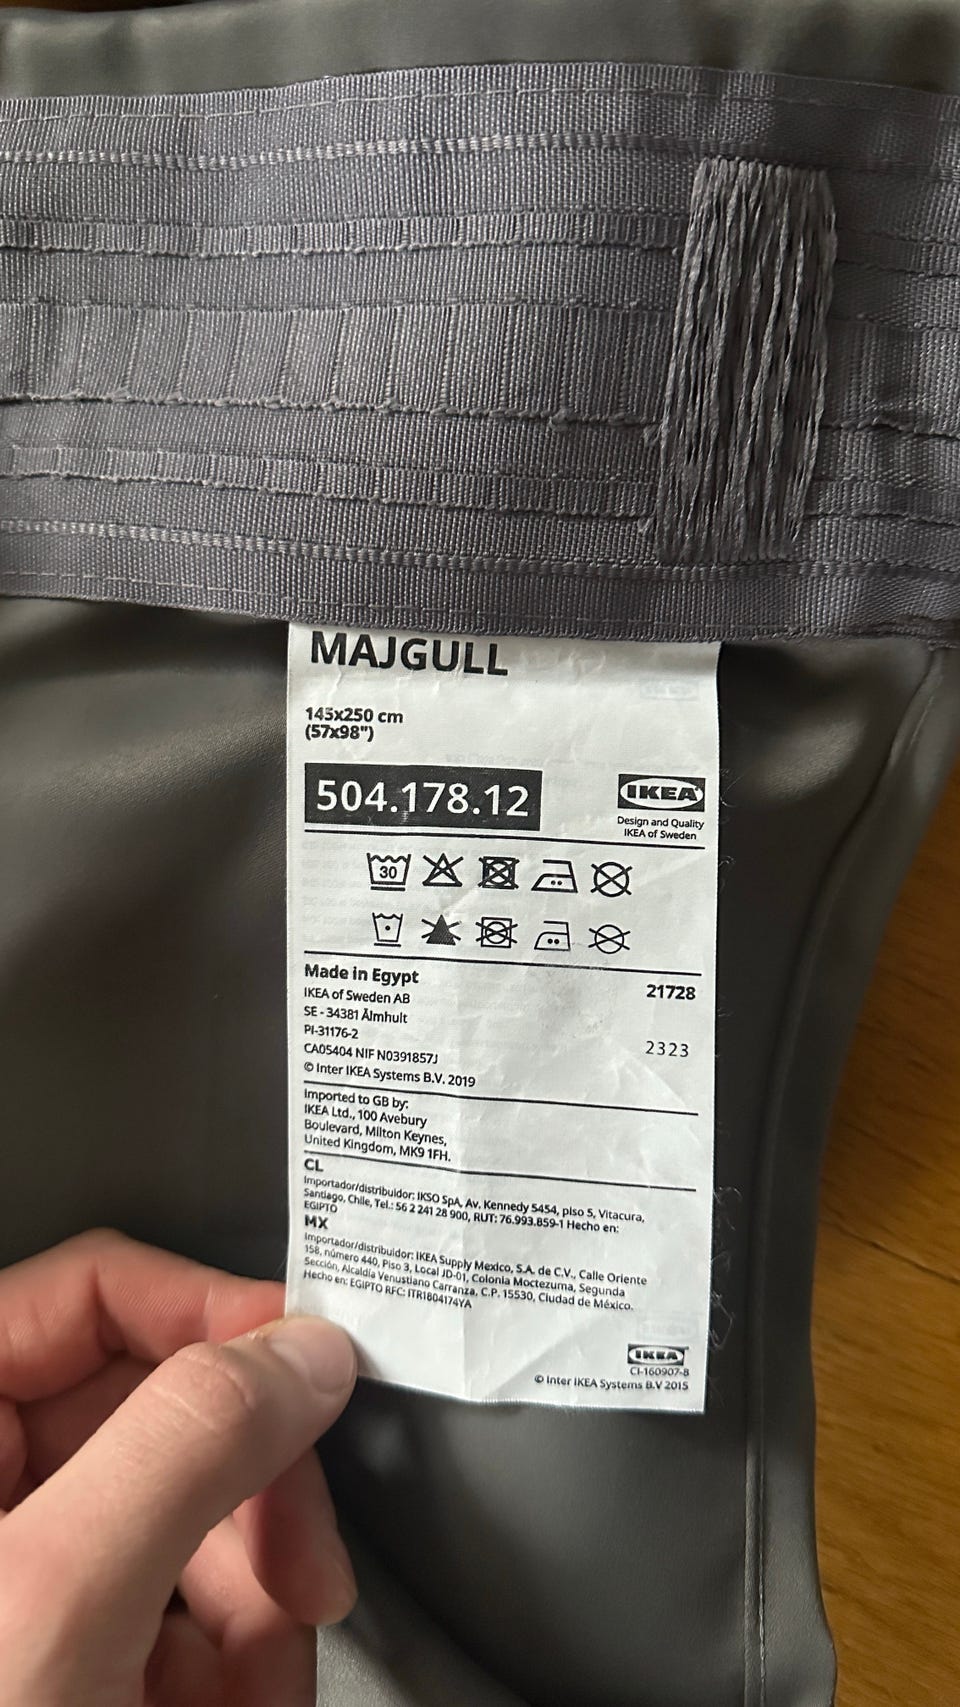 MAJGULL
145x250 cm
(57x98")
504.178.12
IKEA
Design and Quality
IKEA of Sweden
30
Made in Egypt
21728
IKEA of Sweden AB
SE - 34381 Älmhult
PI-31176-2
2323
CA05404 NIF N0391857J
© Inter IKEA Systems B.V. 2019
Imported to GB by:
IKEA Ltd., 100 Avebury
Boulevard, Milton Keynes,
United Kingdom, MK9 1FH.
CL
Importador/distribuidor: IKSO SpA, Av. Kennedy 5454, piso 5, Vitacura,
Santiago, Chile, Tel.: 56 2 241 28 900, RUT: 76.993.859-1 Hecho en:
EGIPTO
MX
Importador/distribuidor: IKEA Supply Mexico, S.A. de C.V., Calle Oriente
158, número 440, Piso 3, Local JD-01, Colonia Moctezuma, Segunda
Sección, Alcaldía Venustiano Carranza, C.P. 15530, Ciudad de México.
Hecho en: EGIPTO RFC: ITR1804174YA
IKEA
CI-160907-8
© Inter IKEA Systems B.V 2015